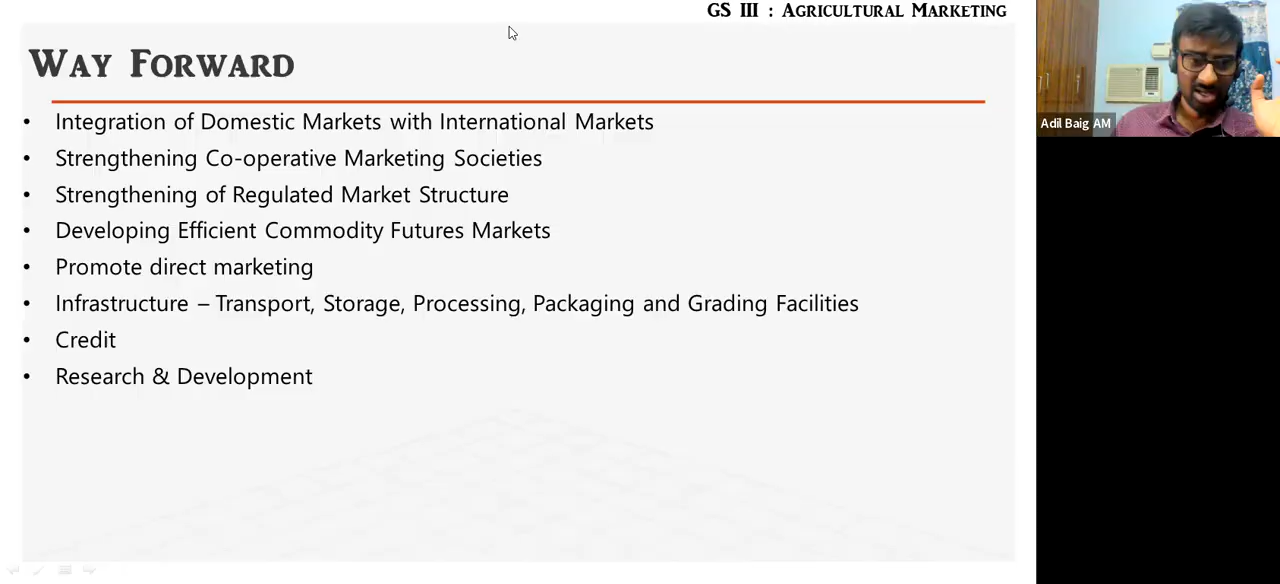 GS III : Agricultural Marketing
Way Forward
• Integration of Domestic Markets with International Markets
• Strengthening Co-operative Marketing Societies
• Strengthening of Regulated Market Structure
• Developing Efficient Commodity Futures Markets
• Promote direct marketing
• Infrastructure – Transport, Storage, Processing, Packaging and Grading Facilities
• Credit
• Research & Development
Adil Baig AM